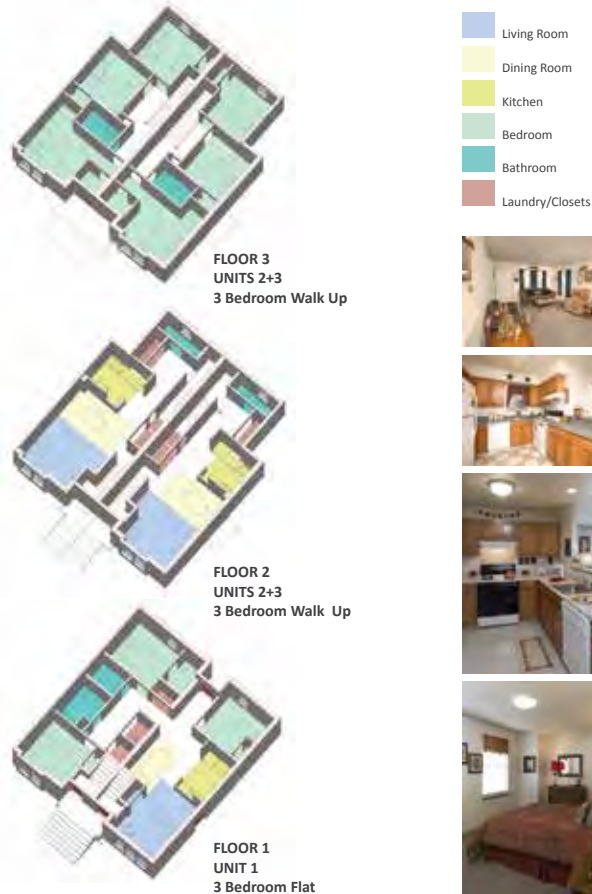 Living Room
Dining Room
Kitchen
Bedroom
Bathroom
Laundry/Closets
FLOOR 3
UNITS 2+3
3 Bedroom Walk Up
FLOOR 2
UNITS 2+3
3 Bedroom Walk Up
FLOOR 1
UNIT 1
3 Bedroom Flat